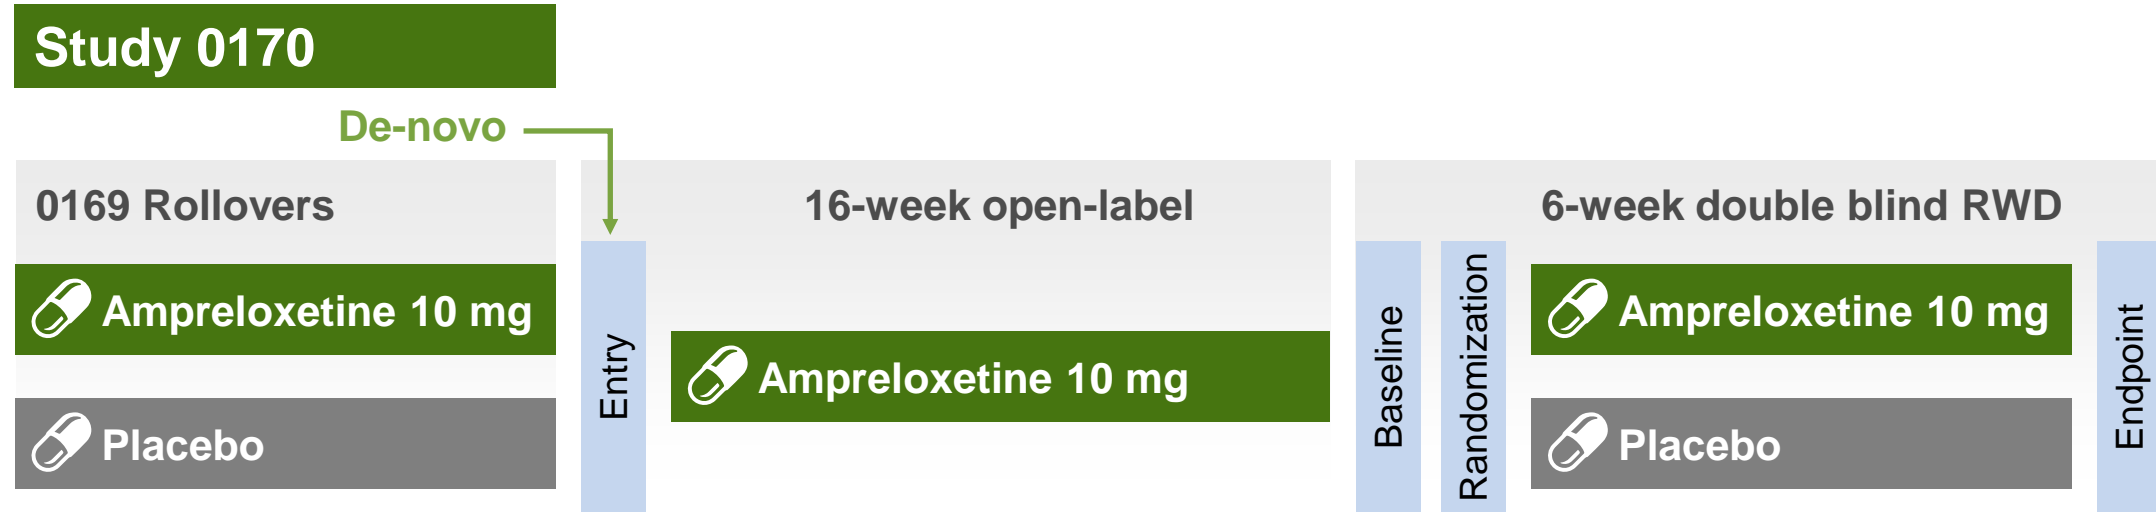 Study 0170
De-novo
0169 Rollovers
Ampreloxetine 10 mg
Placebo
Entry
16-week open-label
Ampreloxetine 10 mg
Baseline
Randomization
6-week double blind RWD
Ampreloxetine 10 mg
Placebo
Endpoint